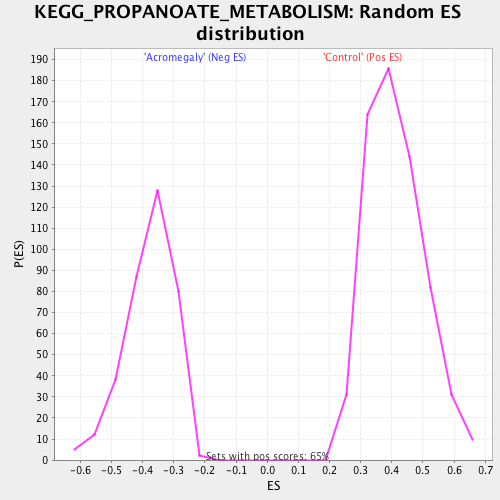 KEGG_PROPANOATE_METABOLISM: Random ES
distribution
'Acromegaly' (Neg ES) 'Control' (Pos ES)
190
180
170
160
150
140
130
120
110
100
90
80
70
60
50
40
30
20
10
0
P(ES)
Sets with pos scores: 65%
-0.6 -0.5 -0.4 -0.3 -0.2 -0.1 0.0 0.1 0.2 0.3 0.4 0.5 0.6 0.7
ES